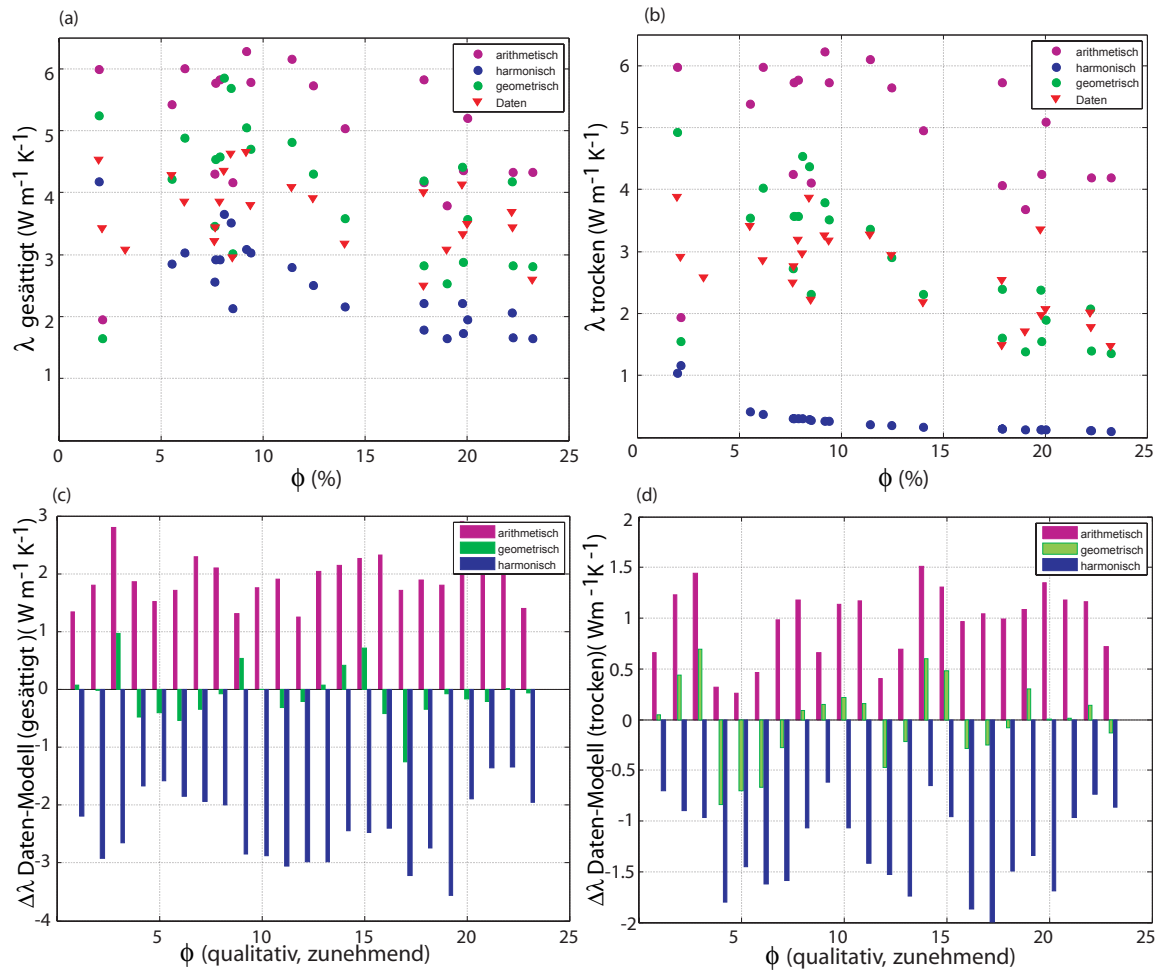 (a)
λ gesättigt (W m⁻¹ K⁻¹)
6
5
4
3
2
1
arithmetisch
harmonisch
geometrisch
Daten
0
5
10
15
20
25
ϕ (%)
(b)
λ trocken (W m⁻¹ K⁻¹)
6
5
4
3
2
1
arithmetisch
harmonisch
geometrisch
Daten
0
5
10
15
20
25
ϕ (%)
(c)
Δλ Daten-Modell (gesättigt )( W m⁻¹ K⁻¹)
3
2
1
0
-1
-2
-3
-4
arithmetisch
geometrisch
harmonisch
5
10
15
20
25
ϕ (qualitativ, zunehmend)
(d)
Δλ Daten-Modell (trocken)( Wm⁻¹K⁻¹)
2
1.5
1
0.5
0
-0.5
-1
-1.5
-2
arithmetisch
geometrisch
harmonisch
5
10
15
20
25
ϕ (qualitativ, zunehmend)